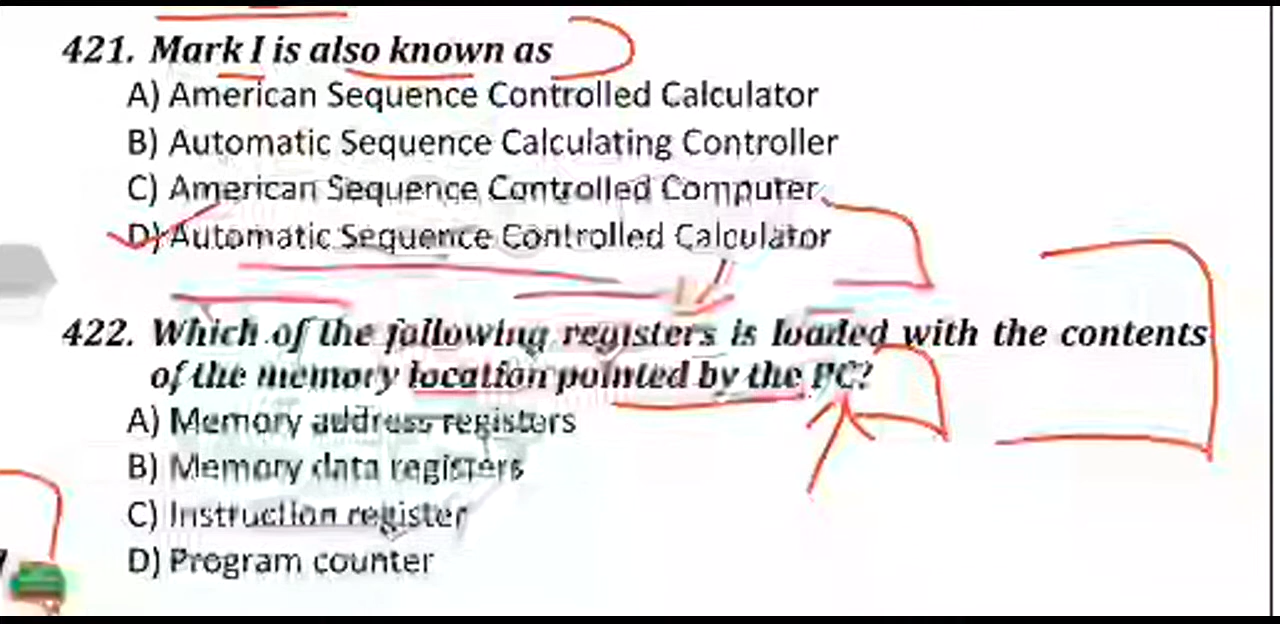 421. Mark I is also known as
A) American Sequence Controlled Calculator
B) Automatic Sequence Calculating Controller
C) American Sequence Controlled Computer
D) Automatic Sequence Controlled Calculator
422. Which of the following registers is loaded with the contents
of the memory location pointed by the PC?
A) Memory address registers
B) Memory data registers
C) Instruction register
D) Program counter